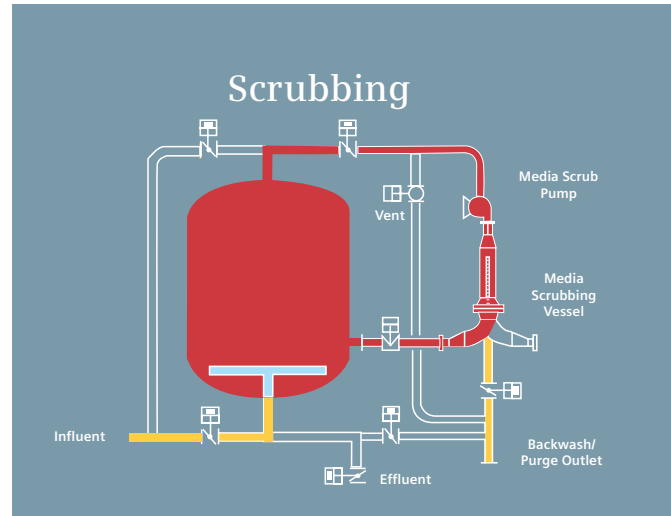 Scrubbing
Media Scrub
Pump
Vent
Media
Scrubbing
Vessel
Influent
Backwash/
Purge Outlet
Effluent